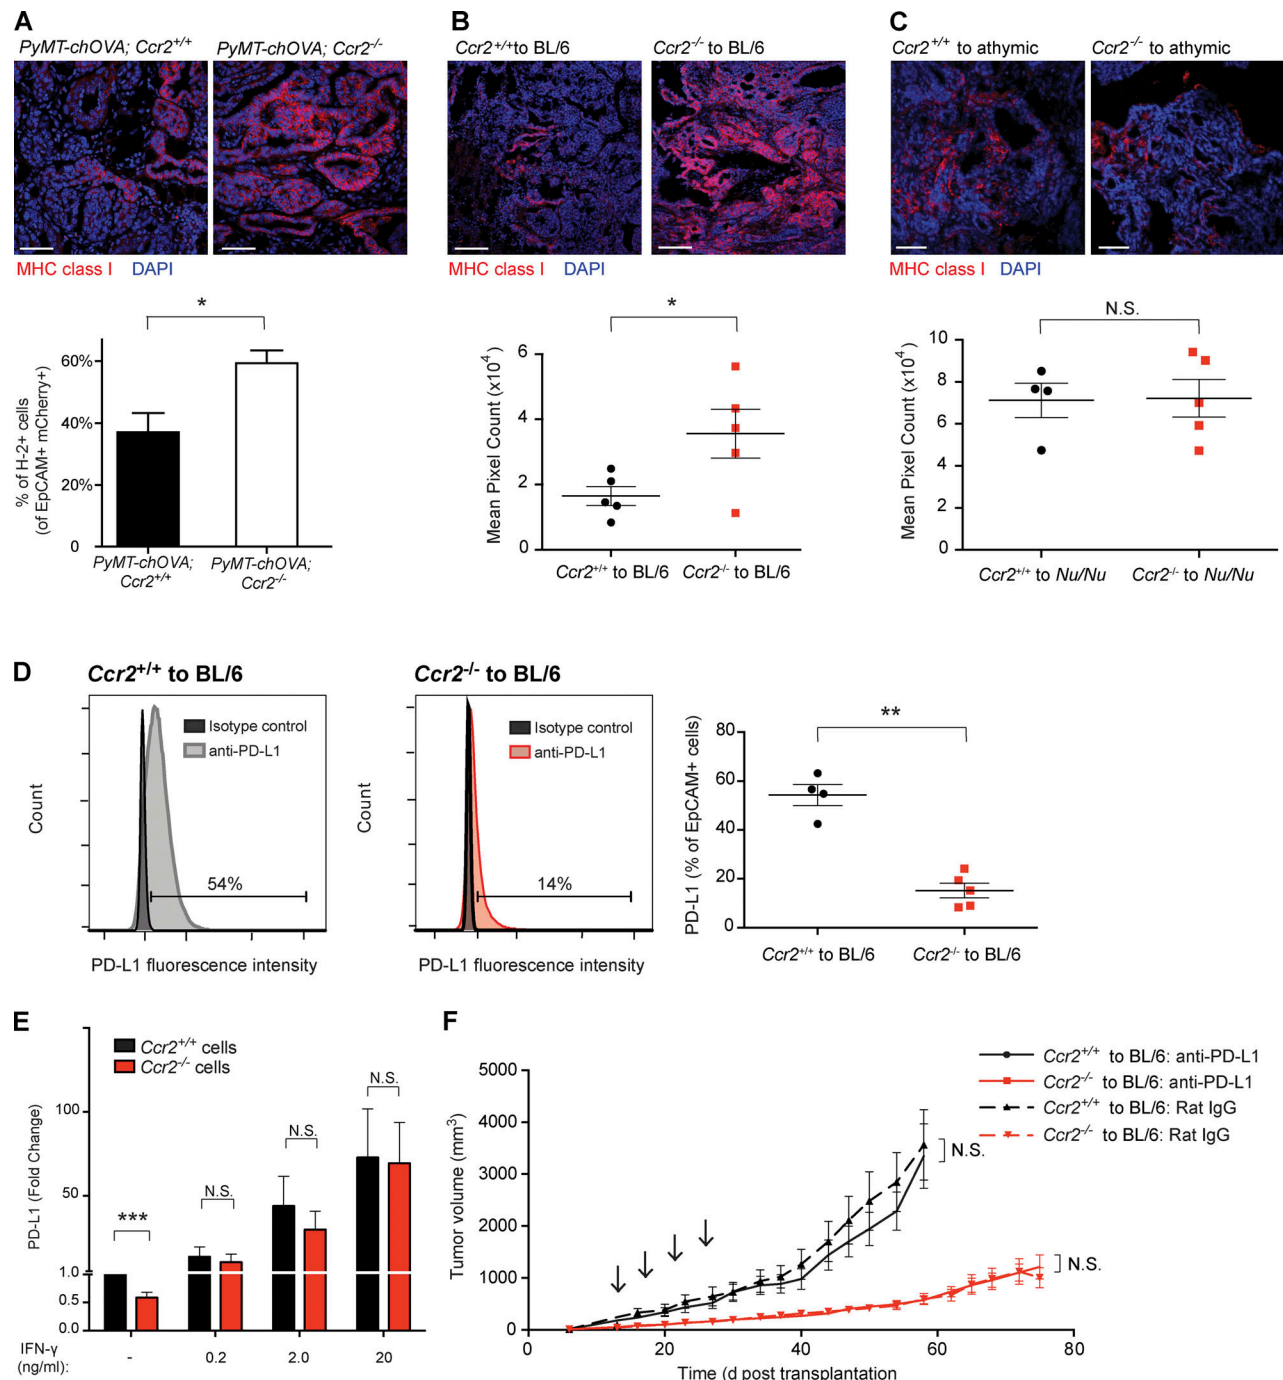 A
B
C
PyMT-chOVA; Ccr2+/+
PyMT-chOVA; Ccr2-/-
Ccr2+/+ to BL/6
Ccr2-/- to BL/6
Ccr2+/+ to athymic
Ccr2-/- to athymic
MHC class I DAPI
MHC class I DAPI
MHC class I DAPI
% of H-2+ cells
(of EpCAM+ mCherry+)
*
60%
40%
20%
0
PyMT-chOVA;
Ccr2+/+
PyMT-chOVA;
Ccr2-/-
Mean Pixel Count (x10^4)
*
6
4
2
0
Ccr2+/+ to BL/6
Ccr2-/- to BL/6
Mean Pixel Count (x10^4)
N.S.
10
8
6
4
2
0
Ccr2+/+ to Nu/Nu
Ccr2-/- to Nu/Nu
D
Ccr2+/+ to BL/6
Isotype control
anti-PD-L1
Count
54%
PD-L1 fluorescence intensity
Ccr2-/- to BL/6
Isotype control
anti-PD-L1
Count
14%
PD-L1 fluorescence intensity
PD-L1 (% of EpCAM+ cells)
**
80
60
40
20
0
Ccr2+/+ to BL/6
Ccr2-/- to BL/6
E
Ccr2+/+ cells
Ccr2-/- cells
PD-L1 (Fold Change)
100
50
1.0
0.5
0.0
***
N.S.
N.S.
N.S.
IFN-γ
(ng/ml):
-
0.2
2.0
20
F
Ccr2+/+ to BL/6: anti-PD-L1
Ccr2-/- to BL/6: anti-PD-L1
Ccr2+/+ to BL/6: Rat IgG
Ccr2-/- to BL/6: Rat IgG
Tumor volume (mm3)
5000
4000
3000
2000
1000
0
N.S.
N.S.
0
20
40
60
80
Time (d post transplantation